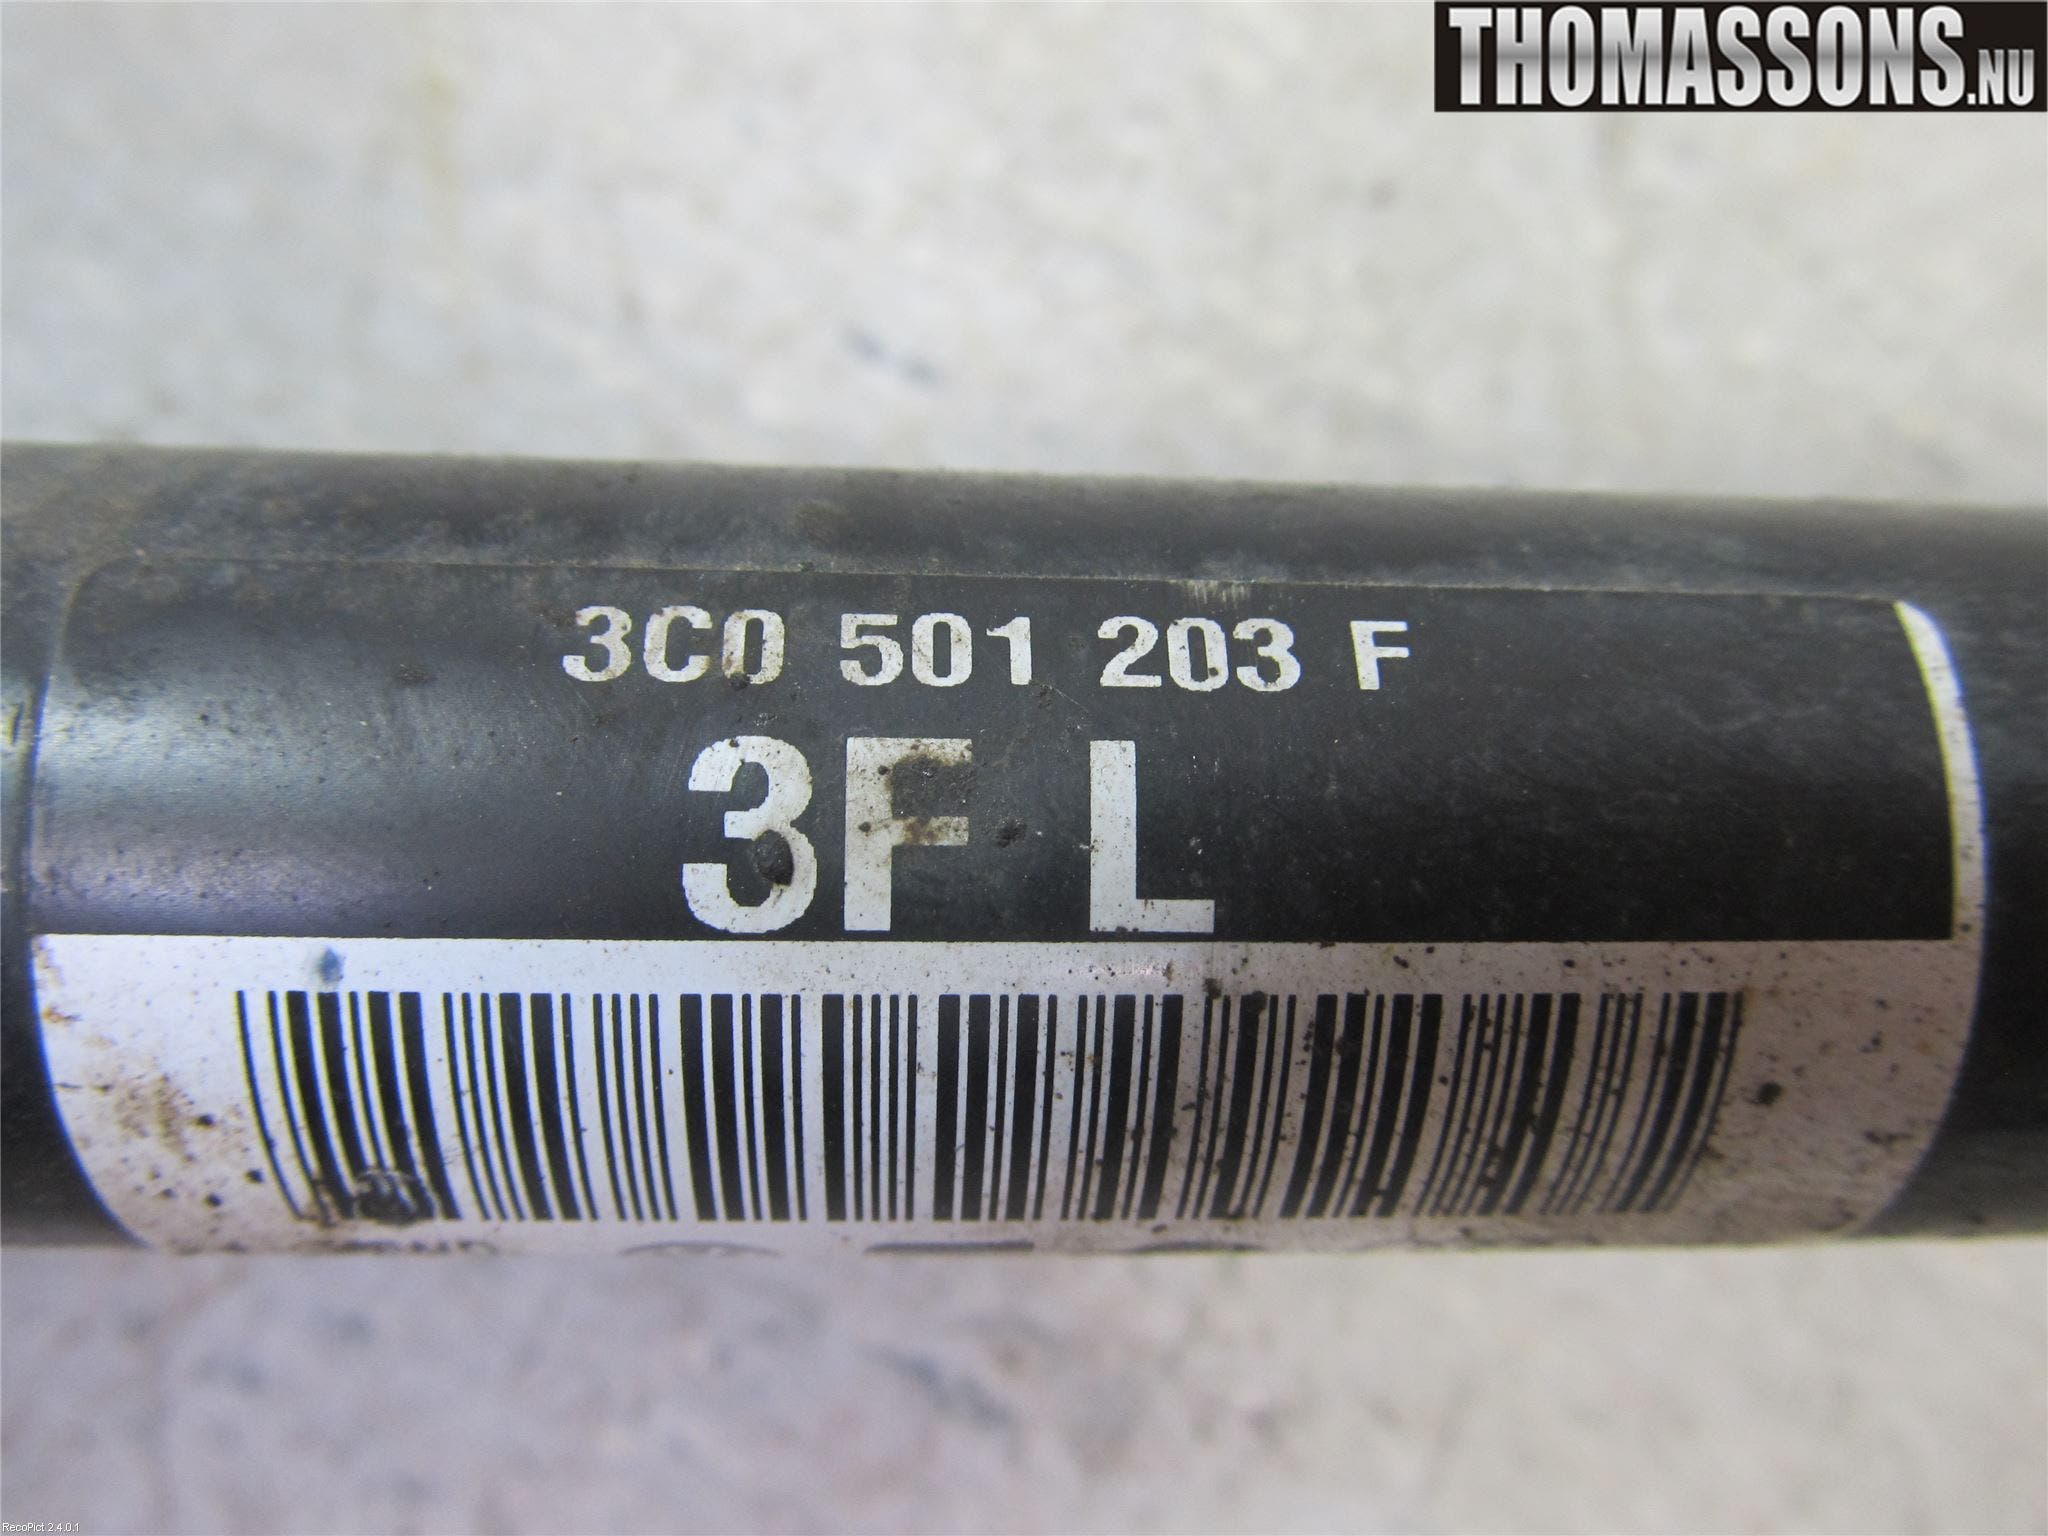 THOMASSONS.NU
3C0 501 203 F
3F L
RecoPict 2.4.0.1